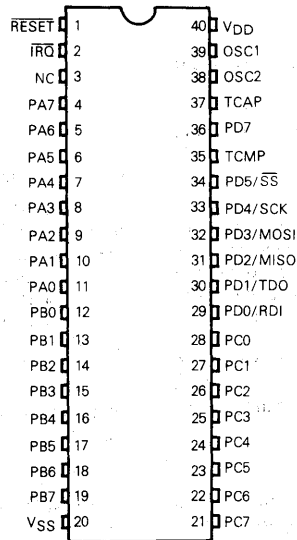 R̅E̅S̅E̅T̅ 1 40 VDD
I̅R̅Q̅ 2 39 OSC1
NC 3 38 OSC2
PA7 4 37 TCAP
PA6 5 36 PD7
PA5 6 35 TCMP
PA4 7 34 PD5/S̅S̅
PA3 8 33 PD4/SCK
PA2 9 32 PD3/MOSI
PA1 10 31 PD2/MISO
PA0 11 30 PD1/TDO
PB0 12 29 PD0/RDI
PB1 13 28 PC0
PB2 14 27 PC1
PB3 15 26 PC2
PB4 16 25 PC3
PB5 17 24 PC4
PB6 18 23 PC5
PB7 19 22 PC6
VSS 20 21 PC7